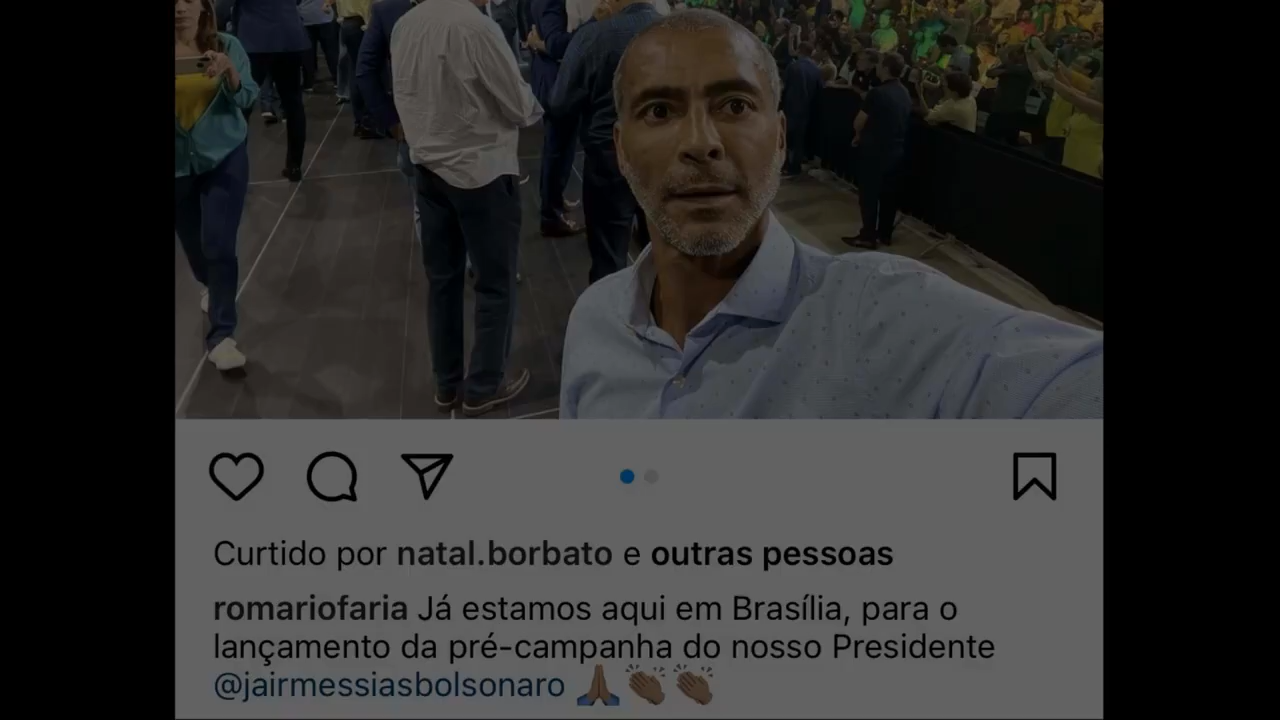 Curtido por natal.borbato e outras pessoas
romariofaria Já estamos aqui em Brasília, para o
lançamento da pré-campanha do nosso Presidente
@jairmessiasbolsonaro 🙏🏽👏🏽👏🏽